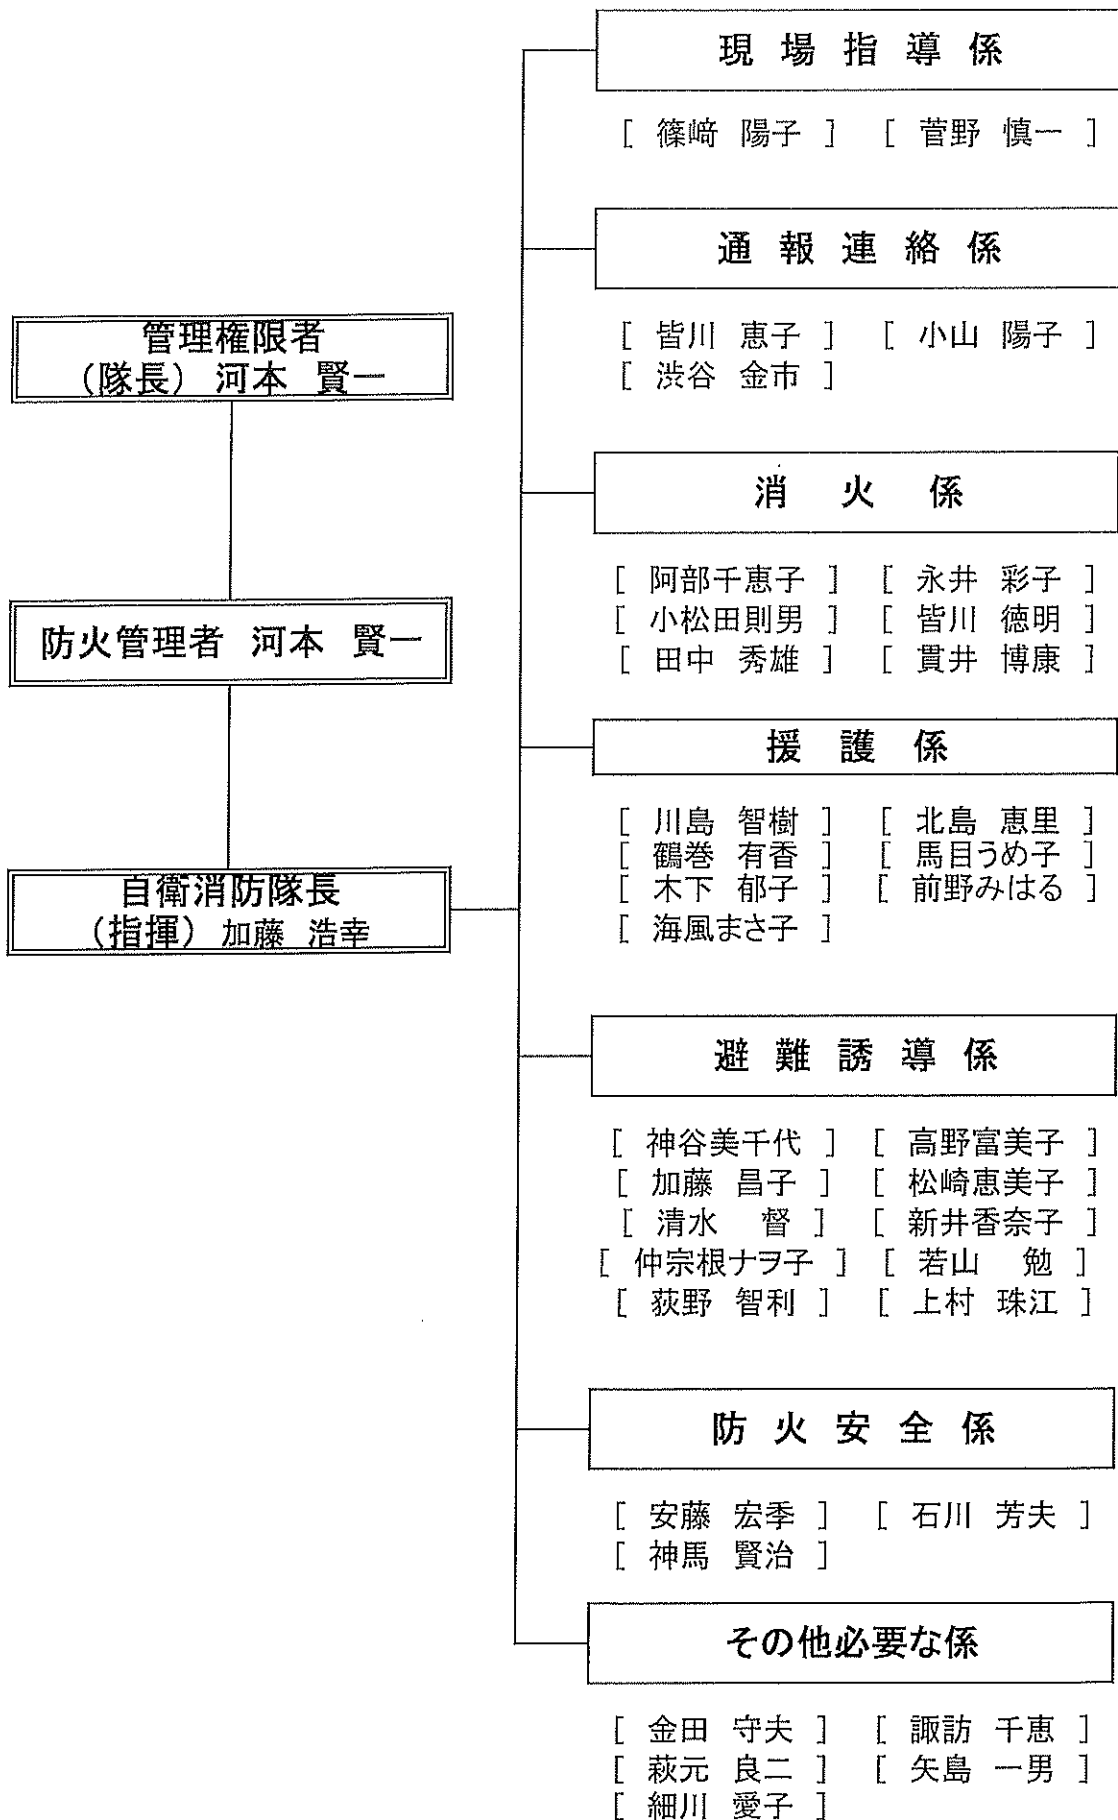 管理権限者
(隊長) 河本 賢一
防火管理者 河本 賢一
自衛消防隊長
(指揮) 加藤 浩幸
現 場 指 導 係
[ 篠﨑 陽子 ] [ 菅野 慎一 ]
通 報 連 絡 係
[ 皆川 恵子 ] [ 小山 陽子 ]
[ 渋谷 金市 ]
消 火 係
[ 阿部千恵子 ] [ 永井 彩子 ]
[ 小松田則男 ] [ 皆川 徳明 ]
[ 田中 秀雄 ] [ 貫井 博康 ]
援 護 係
[ 川島 智樹 ] [ 北島 恵里 ]
[ 鶴巻 有香 ] [ 馬目うめ子 ]
[ 木下 郁子 ] [ 前野みはる ]
[ 海風まさ子 ]
避 難 誘 導 係
[ 神谷美千代 ] [ 高野富美子 ]
[ 加藤 昌子 ] [ 松崎恵美子 ]
[ 清水 督 ] [ 新井香奈子 ]
[ 仲宗根ナヲ子 ] [ 若山 勉 ]
[ 荻野 智利 ] [ 上村 珠江 ]
防 火 安 全 係
[ 安藤 宏季 ] [ 石川 芳夫 ]
[ 神馬 賢治 ]
その他必要な係
[ 金田 守夫 ] [ 諏訪 千恵 ]
[ 萩元 良二 ] [ 矢島 一男 ]
[ 細川 愛子 ]